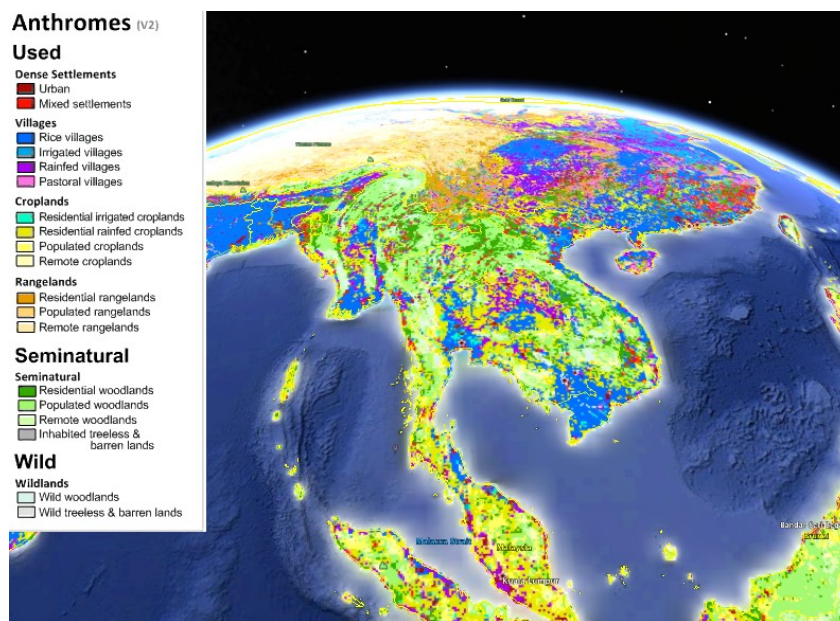 Anthromes (V2)
Used
Dense Settlements
Urban
Mixed settlements
Villages
Rice villages
Irrigated villages
Rainfed villages
Pastoral villages
Croplands
Residential irrigated croplands
Residential rainfed croplands
Populated croplands
Remote croplands
Rangelands
Residential rangelands
Populated rangelands
Remote rangelands
Seminatural
Seminatural
Residential woodlands
Populated woodlands
Remote woodlands
Inhabited treeless &
barren lands
Wild
Wildlands
Wild woodlands
Wild treeless & barren lands
Malacca Strait
Malaysia
Kuala Lumpur